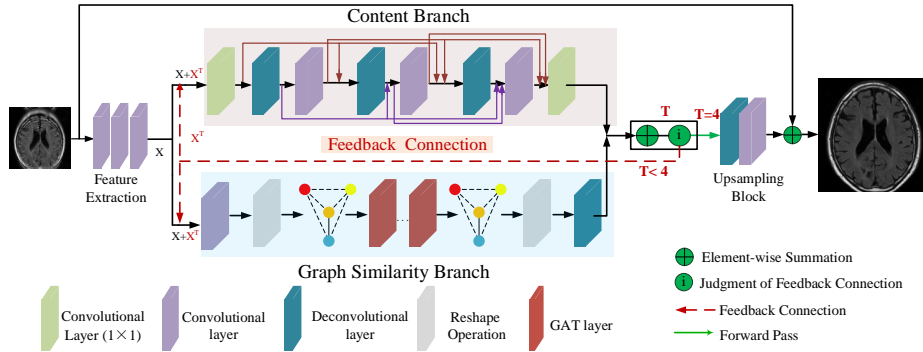 Content Branch
X+X^T
X^T
X
Feature
Extraction
Feedback Connection
T
T=4
i
T< 4
Upsampling
Block
X+X^T
Graph Similarity Branch
Element-wise Summation
i
Judgment of Feedback Connection
Feedback Connection
Forward Pass
Convolutional
Layer (1×1)
Convolutional
layer
Deconvolutional
layer
Reshape
Operation
GAT layer